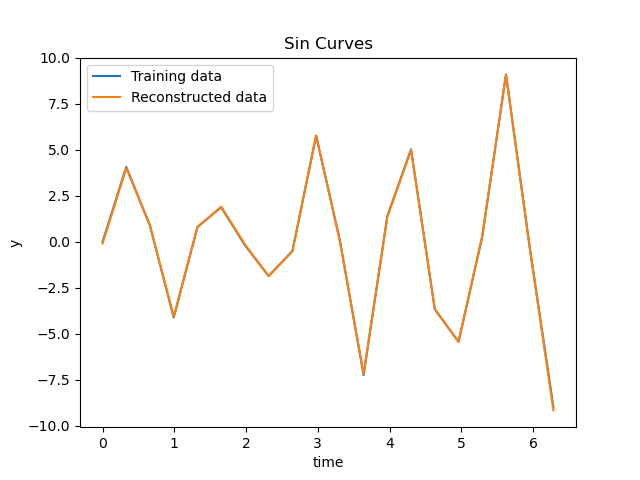 Sin Curves
Training data
Reconstructed data
10.0
7.5
5.0
2.5
0.0
−2.5
−5.0
−7.5
−10.0
y
0 1 2 3 4 5 6
time